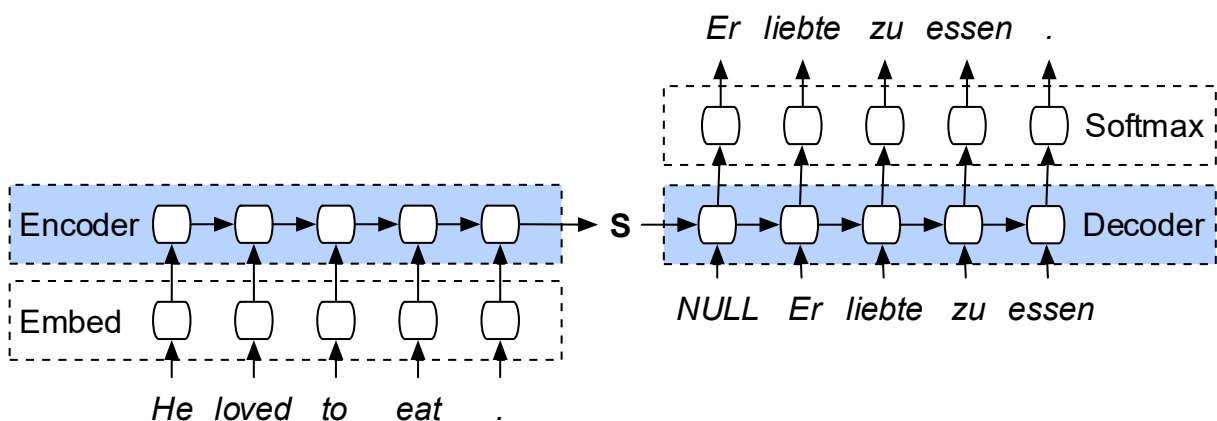 Er liebte zu essen .
Softmax
Encoder
S
Decoder
NULL Er liebte zu essen
Embed
He loved to eat .